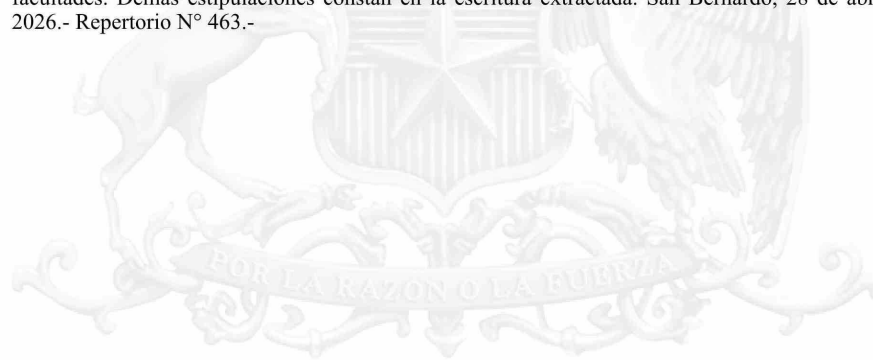 facultades. Demás estipulaciones constan en la escritura extractada. San Bernardo, 28 de
2026.- Repertorio N° 463.-
POR LA RAZON O LA FUERZA